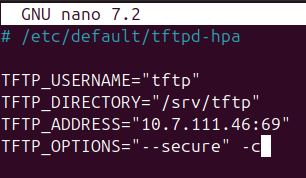 GNU nano 7.2
# /etc/default/tftpd-hpa
TFTP_USERNAME="tftp"
TFTP_DIRECTORY="/srv/tftp"
TFTP_ADDRESS="10.7.111.46:69"
TFTP_OPTIONS="--secure" -c